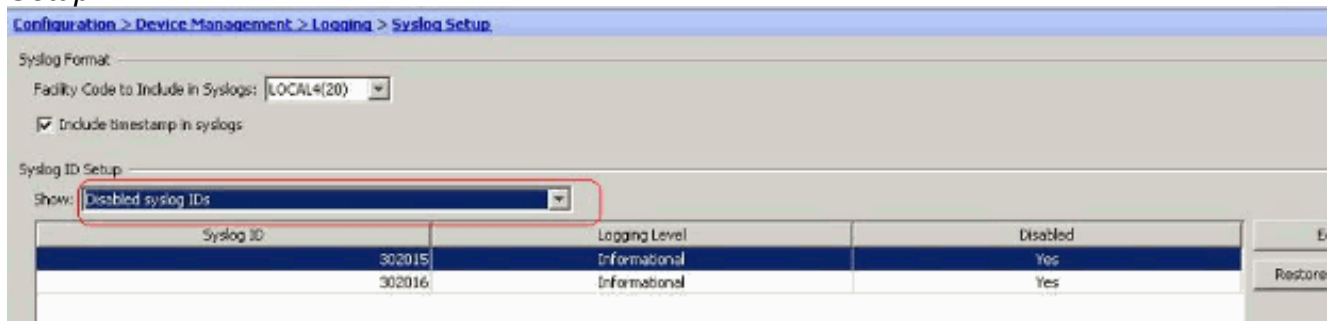 Configuration > Device Management > Logging > Syslog Setup
Syslog Format
Facility Code to Include in Syslogs: LOCAL4(20)
Include timestamp in syslogs
Syslog ID Setup
Show: Disabled syslog IDs
Syslog ID Logging Level Disabled
302015 Informational Yes
302016 Informational Yes
Restore